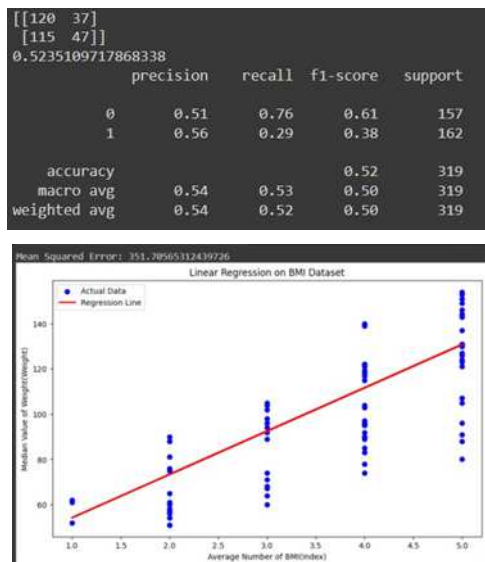 [[120 37]
[115 47]]
0.5235109717868338
precision recall f1-score support
0 0.51 0.76 0.61 157
1 0.56 0.29 0.38 162
accuracy 0.52 319
macro avg 0.54 0.53 0.50 319
weighted avg 0.54 0.52 0.50 319
Mean Squared Error: 351.70565312439726
Linear Regression on BMI Dataset
Actual Data
Regression Line
Median Value of Weight(Weight)
140
120
100
80
60
1.0 1.5 2.0 2.5 3.0 3.5 4.0 4.5 5.0
Average Number of BMI(Index)